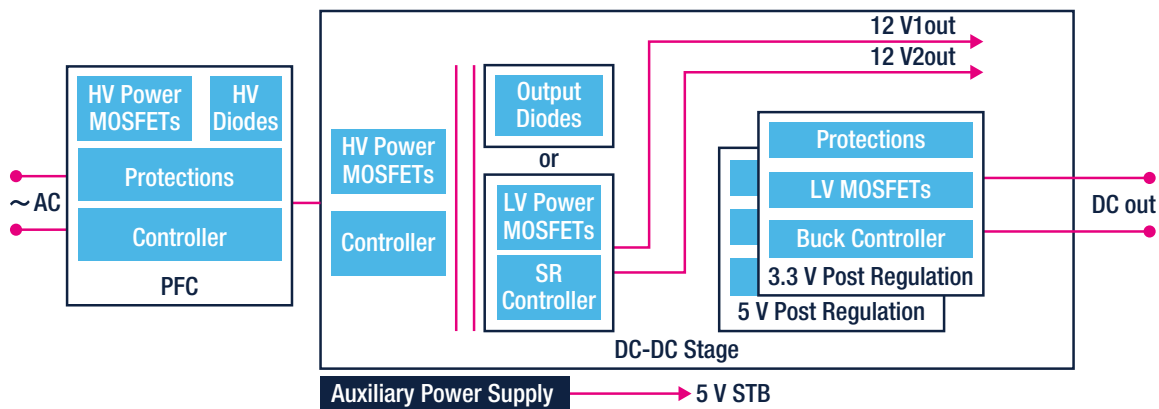 ~ AC
HV Power
MOSFETs
HV
Diodes
Protections
Controller
PFC
HV Power
MOSFETs
Controller
Output
Diodes
or
LV Power
MOSFETs
SR
Controller
12 V1out
12 V2out
Protections
LV MOSFETs
Buck Controller
3.3 V Post Regulation
5 V Post Regulation
DC out
DC-DC Stage
Auxiliary Power Supply
5 V STB